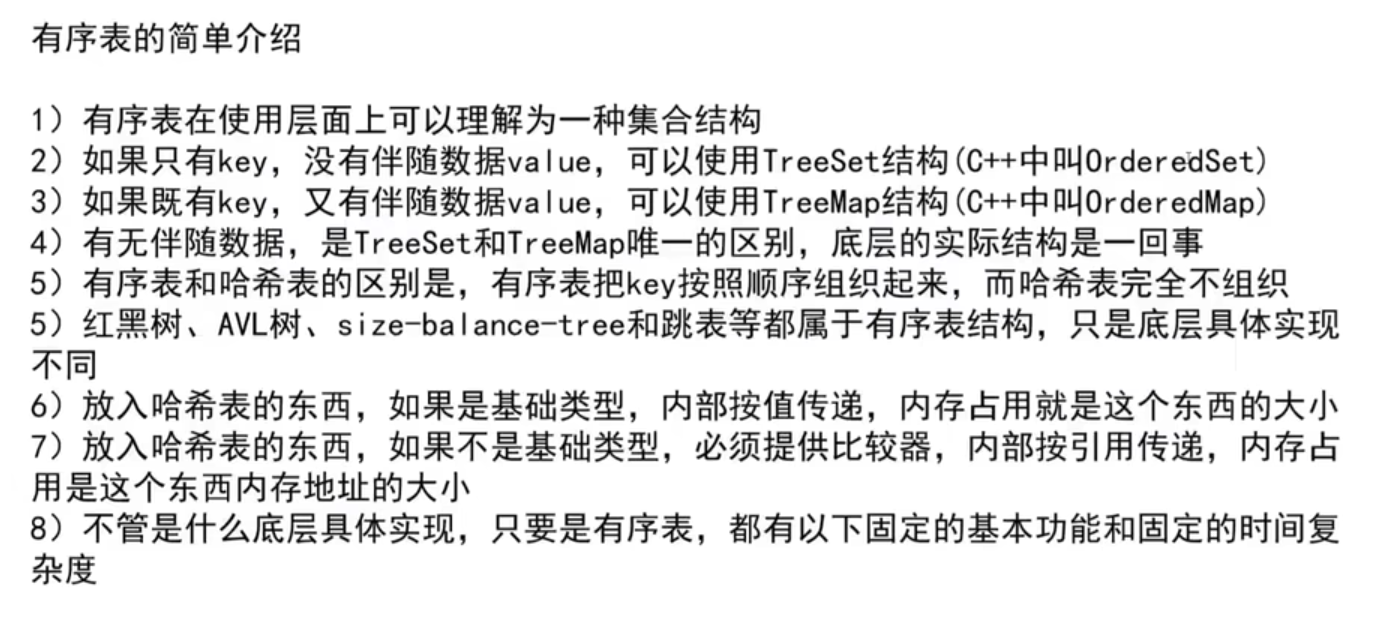 有序表的简单介绍
1）有序表在使用层面上可以理解为一种集合结构
2）如果只有key，没有伴随数据value，可以使用TreeSet结构(C++中叫OrderedSet)
3）如果既有key，又有伴随数据value，可以使用TreeMap结构(C++中叫OrderedMap)
4）有无伴随数据，是TreeSet和TreeMap唯一的区别，底层的实际结构是一回事
5）有序表和哈希表的区别是，有序表把key按照顺序组织起来，而哈希表完全不组织
5）红黑树、AVL树、size-balance-tree和跳表等都属于有序表结构，只是底层具体实现
不同
6）放入哈希表的东西，如果是基础类型，内部按值传递，内存占用就是这个东西的大小
7）放入哈希表的东西，如果不是基础类型，必须提供比较器，内部按引用传递，内存占
用是这个东西内存地址的大小
8）不管是什么底层具体实现，只要是有序表，都有以下固定的基本功能和固定的时间复
杂度